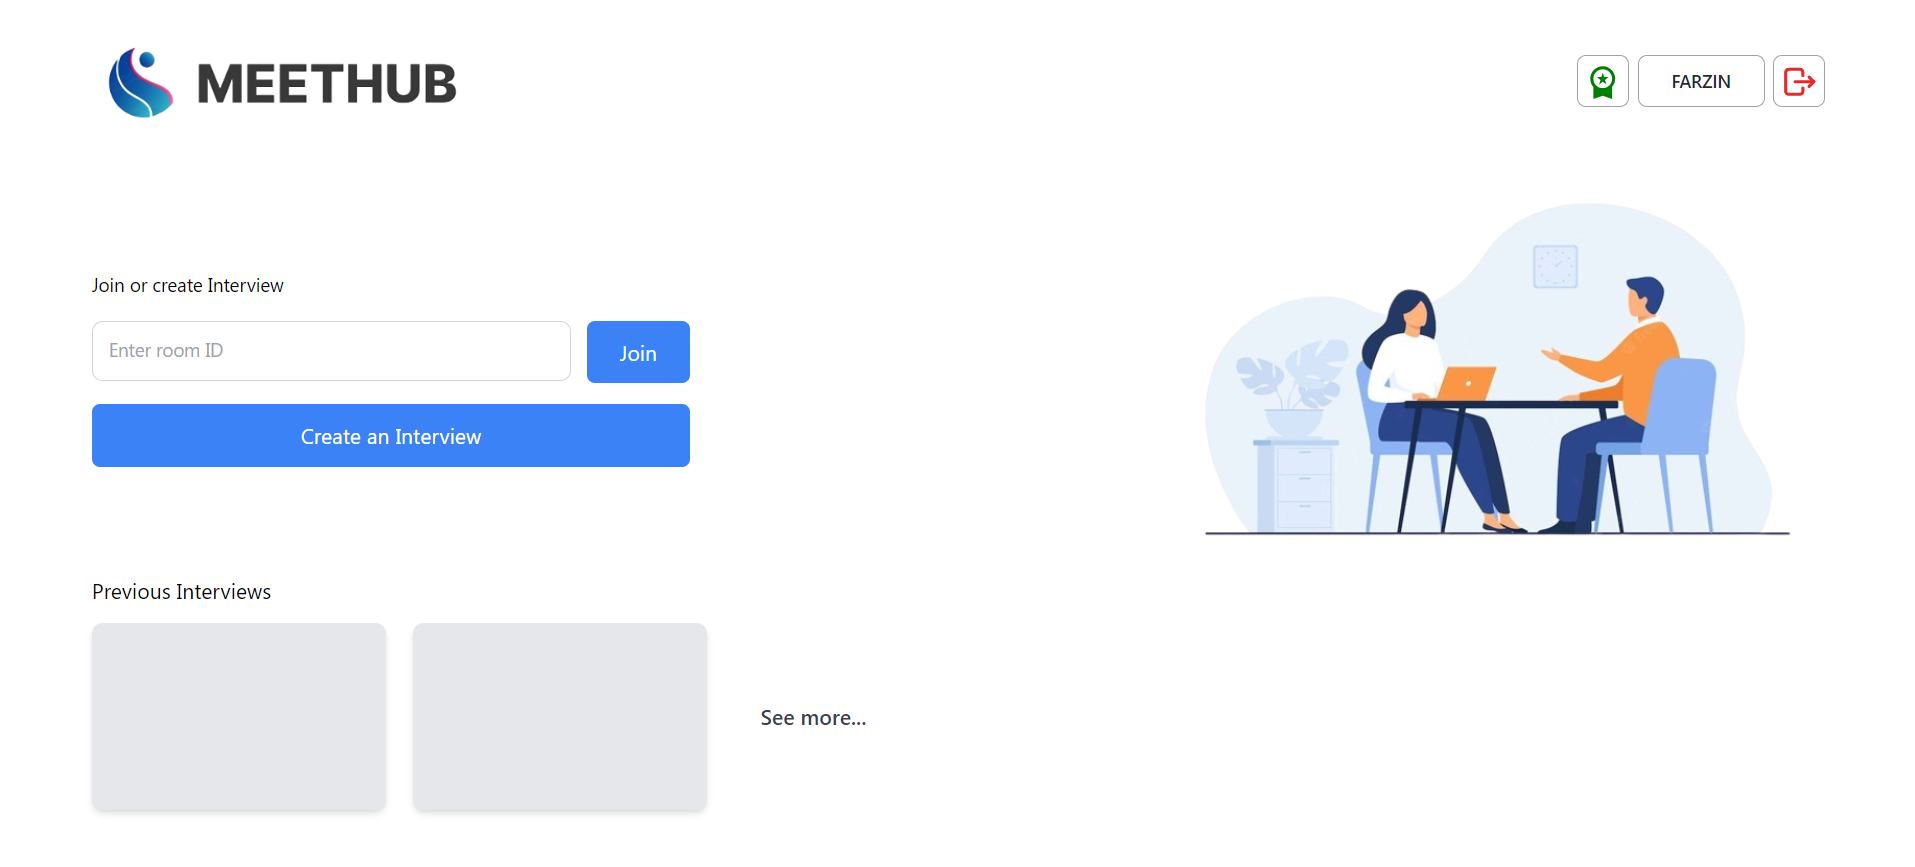 MEETHUB
FARZIN
Join or create Interview
Enter room ID
Join
Create an Interview
Previous Interviews
See more...